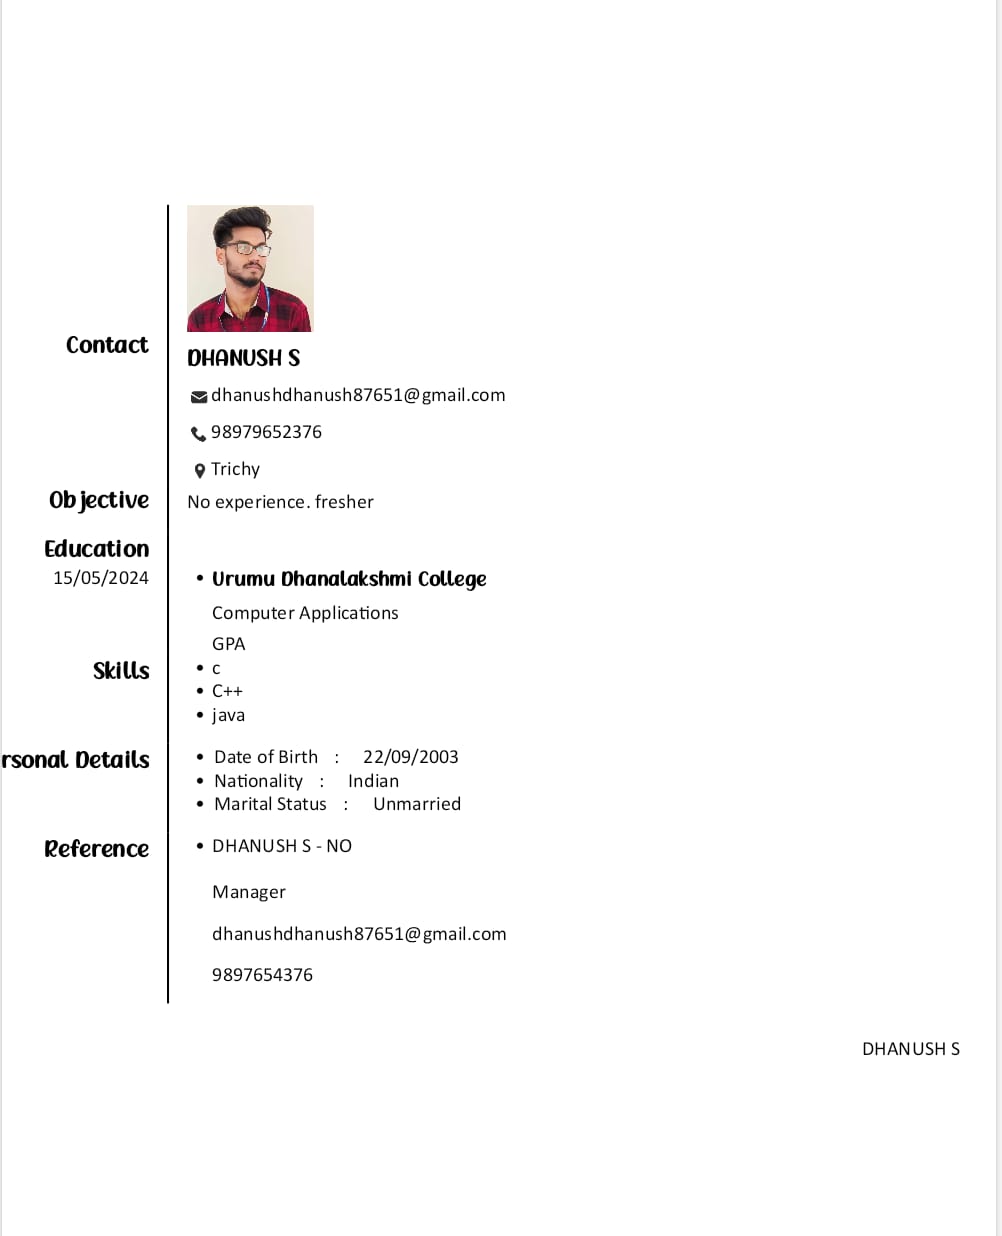 Contact
DHANUSH S
dhanushdhanush87651@gmail.com
98979652376
Trichy
Objective
No experience. fresher
Education
15/05/2024
• Urumu Dhanalakshmi College
Computer Applications
GPA
Skills
• c
• C++
• java
rsonal Details
• Date of Birth : 22/09/2003
• Nationality : Indian
• Marital Status : Unmarried
Reference
• DHANUSH S - NO
Manager
dhanushdhanush87651@gmail.com
9897654376
DHANUSH S